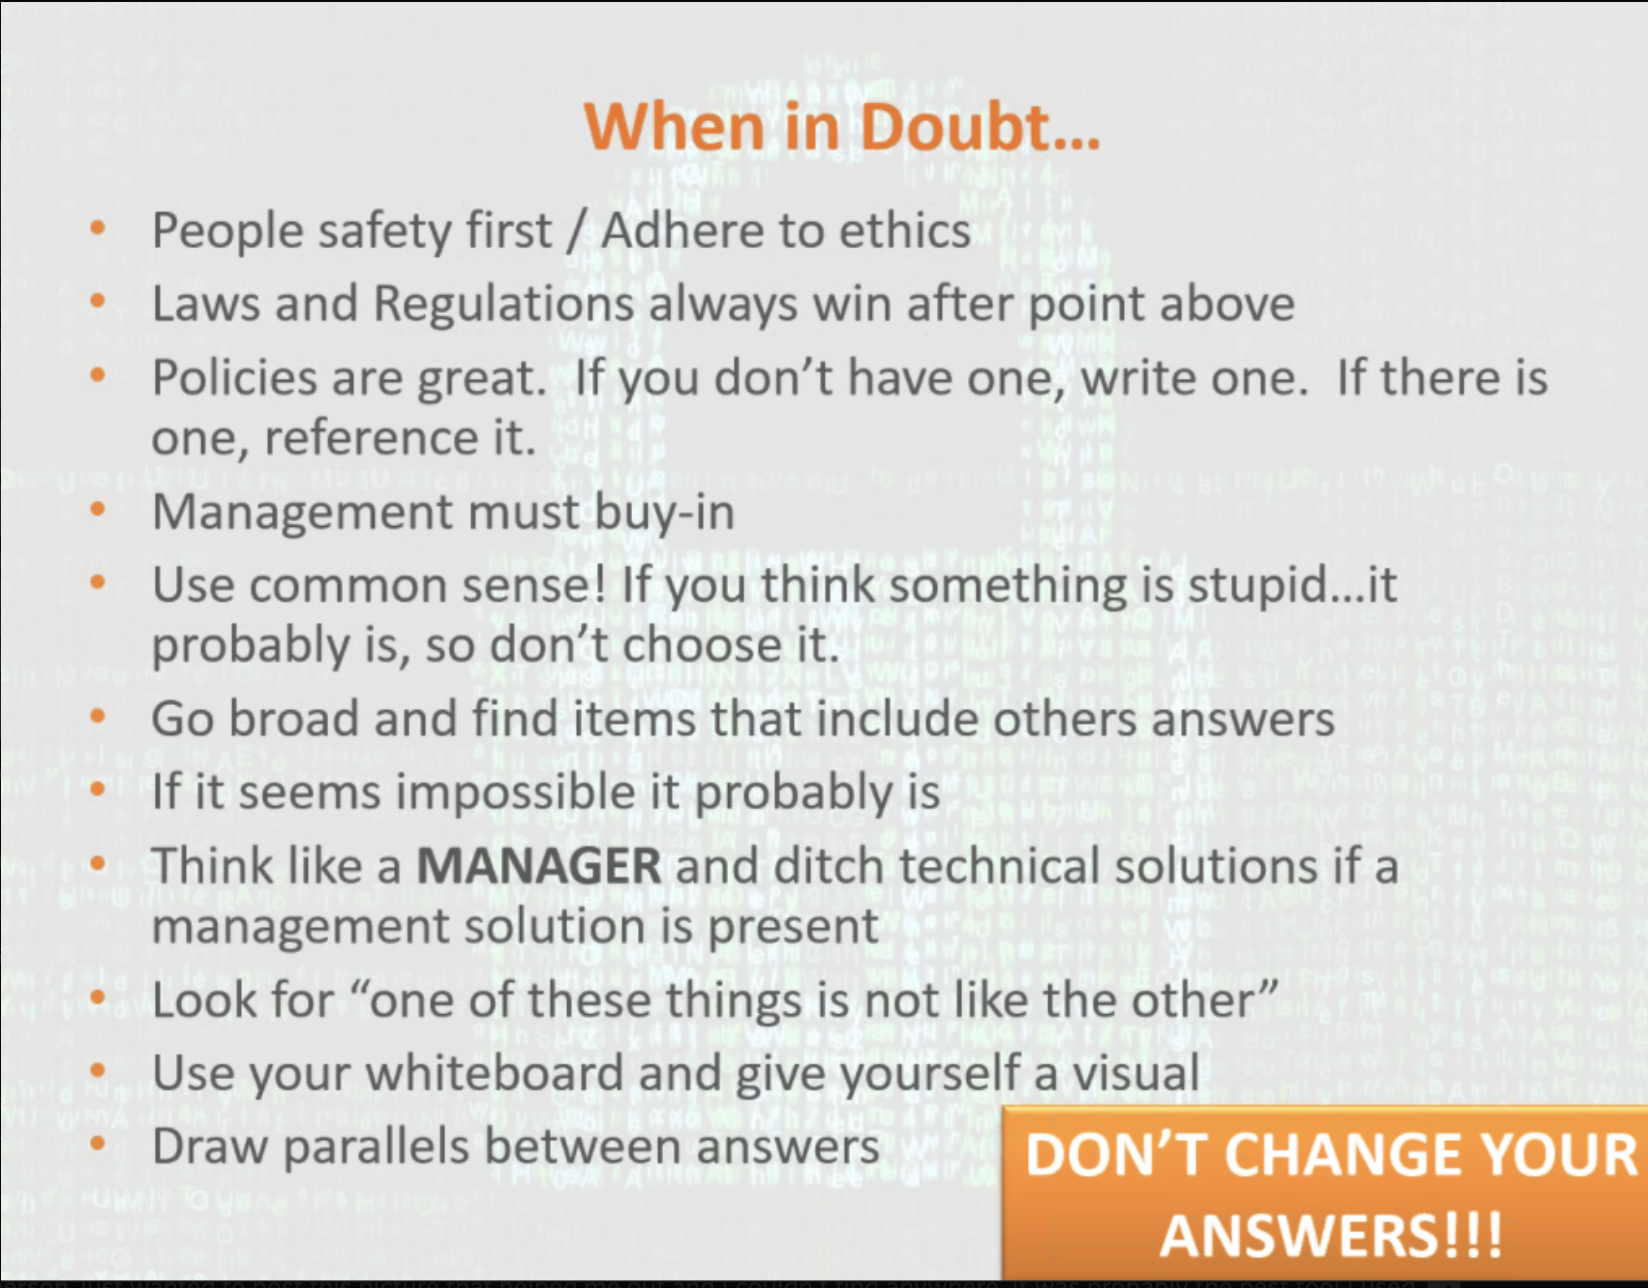 When in Doubt...
• People safety first / Adhere to ethics
• Laws and Regulations always win after point above
• Policies are great.  If you don't have one, write one.  If there is
one, reference it.
• Management must buy-in
• Use common sense! If you think something is stupid...it
probably is, so don't choose it.
• Go broad and find items that include others answers
• If it seems impossible it probably is
• Think like a MANAGER and ditch technical solutions if a
management solution is present
• Look for “one of these things is not like the other”
• Use your whiteboard and give yourself a visual
• Draw parallels between answers
DON'T CHANGE YOUR
ANSWERS!!!